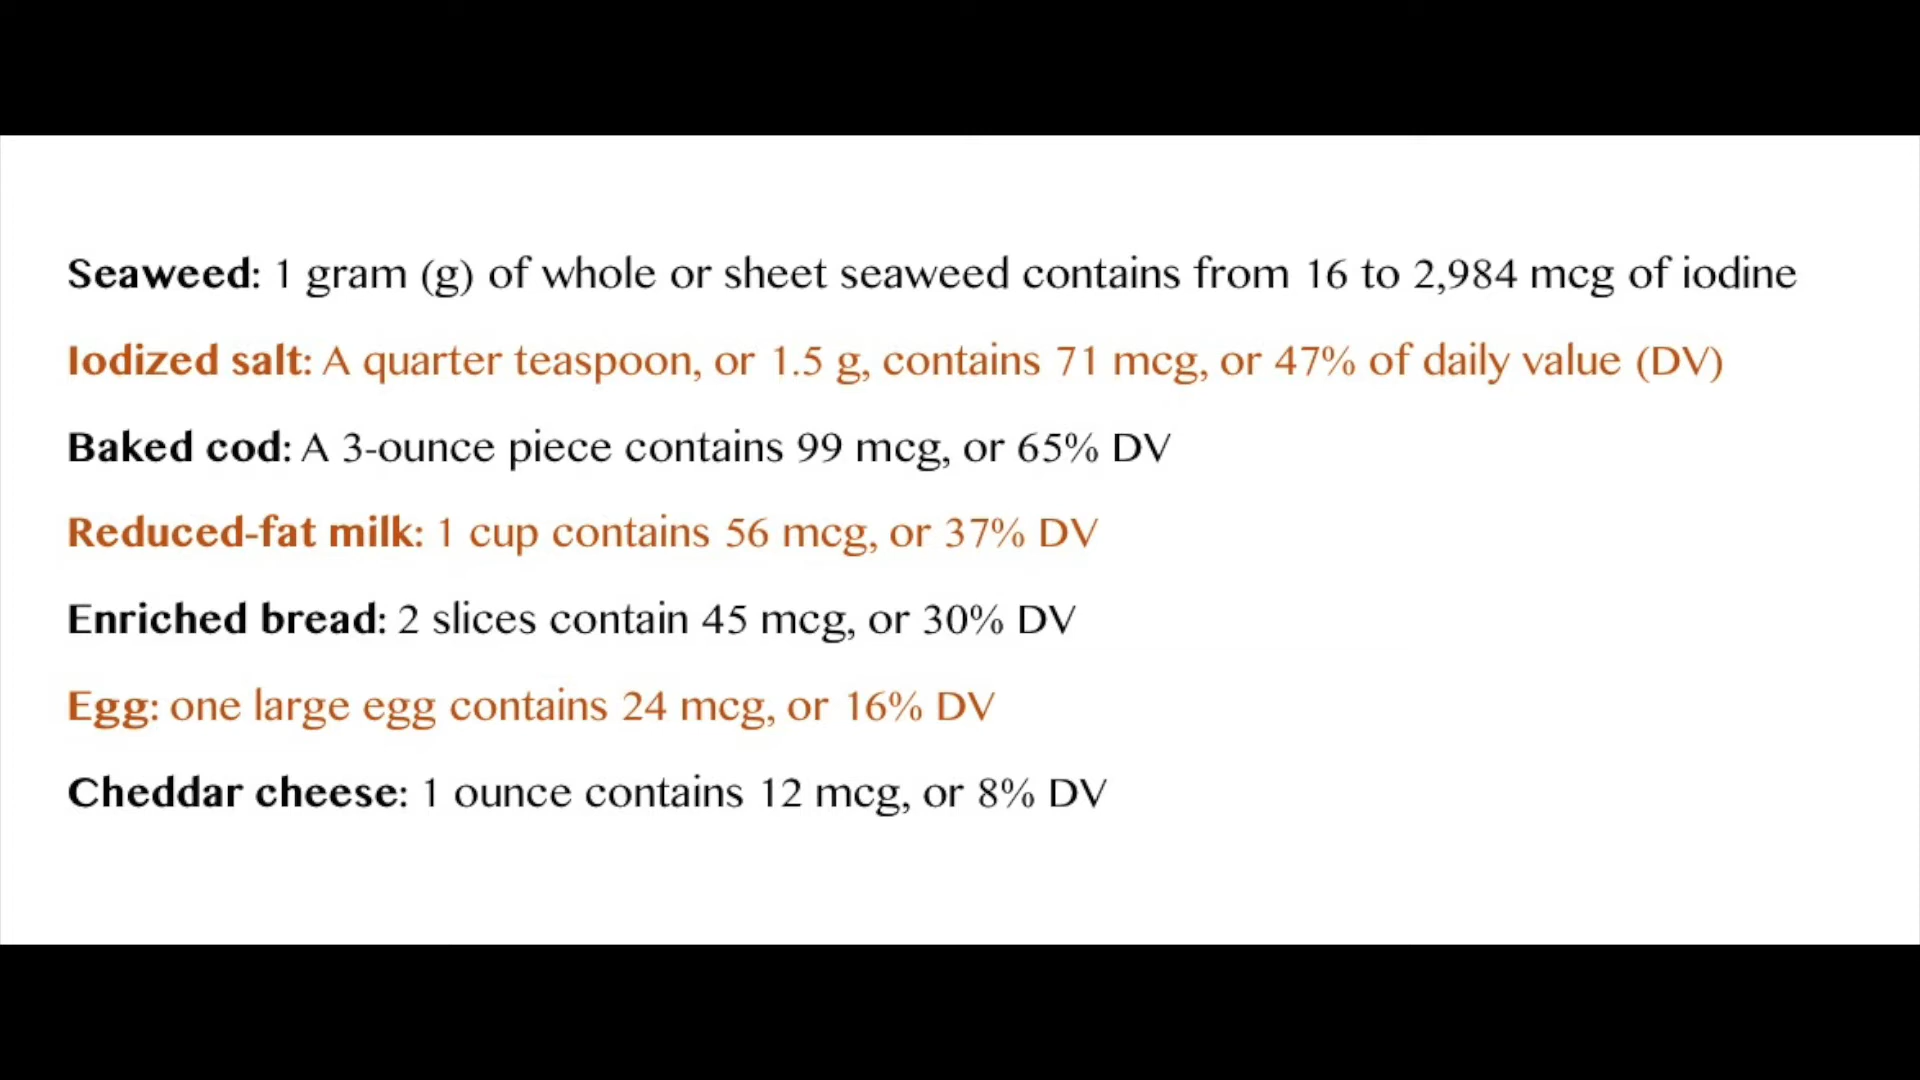 Seaweed: 1 gram (g) of whole or sheet seaweed contains from 16 to 2,984 mcg of iodine
Iodized salt: A quarter teaspoon, or 1.5 g, contains 71 mcg, or 47% of daily value (DV)
Baked cod: A 3-ounce piece contains 99 mcg, or 65% DV
Reduced-fat milk: 1 cup contains 56 mcg, or 37% DV
Enriched bread: 2 slices contain 45 mcg, or 30% DV
Egg: one large egg contains 24 mcg, or 16% DV
Cheddar cheese: 1 ounce contains 12 mcg, or 8% DV